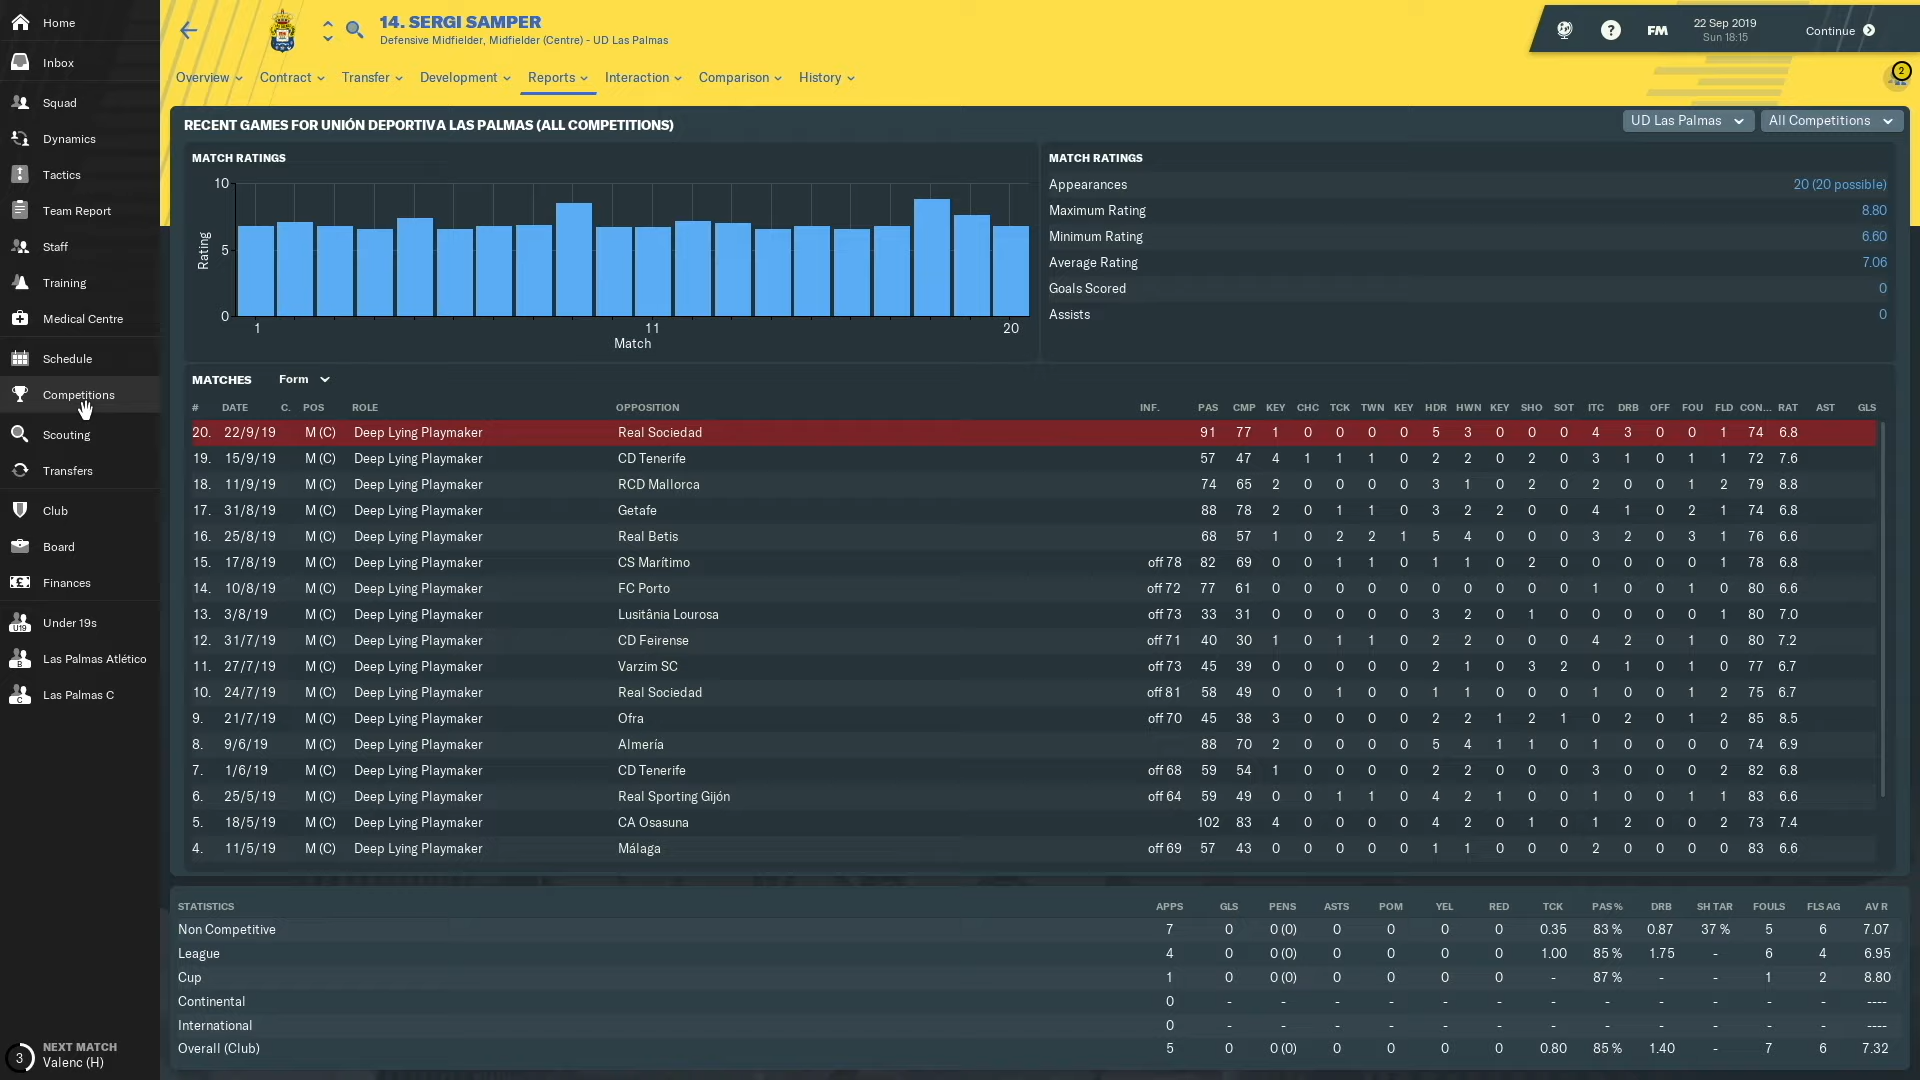 Home
Inbox
Squad
Dynamics
Tactics
Team Report
Staff
Training
Medical Centre
Schedule
Competitions
Scouting
Transfers
Club
Board
Finances
U19 Under 19s
B Las Palmas Atlético
C Las Palmas C
3 NEXT MATCH
Valenc (H)
14. SERGI SAMPER
Defensive Midfielder, Midfielder (Centre) - UD Las Palmas
? FM 22 Sep 2019
Sun 18:15
Continue
2
Overview Contract Transfer Development Reports Interaction Comparison History
RECENT GAMES FOR UNIÓN DEPORTIVA LAS PALMAS (ALL COMPETITIONS)
UD Las Palmas All Competitions
MATCH RATINGS
10
5
0
Rating
1 11 20
Match
MATCH RATINGS
Appearances 20 (20 possible)
Maximum Rating 8.80
Minimum Rating 6.60
Average Rating 7.06
Goals Scored 0
Assists 0
MATCHES Form
# DATE C. POS ROLE OPPOSITION INF. PAS CMP KEY CHC TCK TWN KEY HDR HWN KEY SHO SOT ITC DRB OFF FOU FLD CON... RAT AST GLS
20. 22/9/19 M (C) Deep Lying Playmaker Real Sociedad 91 77 1 0 0 0 0 5 3 0 0 0 4 3 0 0 1 74 6.8
19. 15/9/19 M (C) Deep Lying Playmaker CD Tenerife 57 47 4 1 1 1 0 2 2 0 2 0 3 1 0 1 1 72 7.6
18. 11/9/19 M (C) Deep Lying Playmaker RCD Mallorca 74 65 2 0 0 0 0 3 1 0 2 0 2 0 0 1 2 79 8.8
17. 31/8/19 M (C) Deep Lying Playmaker Getafe 88 78 2 0 1 1 0 3 2 2 0 0 4 1 0 2 1 74 6.8
16. 25/8/19 M (C) Deep Lying Playmaker Real Betis 68 57 1 0 2 2 1 5 4 0 0 0 3 2 0 3 1 76 6.6
15. 17/8/19 M (C) Deep Lying Playmaker CS Marítimo off 78 82 69 0 0 1 1 0 1 1 0 2 0 0 0 0 0 1 78 6.8
14. 10/8/19 M (C) Deep Lying Playmaker FC Porto off 72 77 61 0 0 0 0 0 0 0 0 0 0 1 0 0 1 0 80 6.6
13. 3/8/19 M (C) Deep Lying Playmaker Lusitânia Lourosa off 73 33 31 0 0 0 0 0 3 2 0 1 0 0 0 0 0 1 80 7.0
12. 31/7/19 M (C) Deep Lying Playmaker CD Feirense off 71 40 30 1 0 1 1 0 2 2 0 0 0 4 2 0 1 0 80 7.2
11. 27/7/19 M (C) Deep Lying Playmaker Varzim SC off 73 45 39 0 0 0 0 0 2 1 0 3 2 0 1 0 1 0 77 6.7
10. 24/7/19 M (C) Deep Lying Playmaker Real Sociedad off 81 58 49 0 0 1 0 0 1 1 0 0 0 1 0 0 1 2 75 6.7
9. 21/7/19 M (C) Deep Lying Playmaker Ofra off 70 45 38 3 0 0 0 0 2 2 1 2 1 0 2 0 1 2 85 8.5
8. 9/6/19 M (C) Deep Lying Playmaker Almería 88 70 2 0 0 0 0 5 4 1 1 0 1 0 0 0 0 74 6.9
7. 1/6/19 M (C) Deep Lying Playmaker CD Tenerife off 68 59 54 1 0 0 0 0 2 2 0 0 0 3 0 0 0 2 82 6.8
6. 25/5/19 M (C) Deep Lying Playmaker Real Sporting Gijón off 64 59 49 0 0 1 1 0 4 2 1 0 0 1 0 0 1 1 83 6.6
5. 18/5/19 M (C) Deep Lying Playmaker CA Osasuna 102 83 4 0 0 0 0 4 2 0 1 0 1 2 0 0 2 73 7.4
4. 11/5/19 M (C) Deep Lying Playmaker Málaga off 69 57 43 0 0 0 0 0 1 1 0 0 0 2 0 0 0 0 83 6.6
STATISTICS APPS GLS PENS ASTS POM YEL RED TCK PAS % DRB SH TAR FOULS FLS AG AV R
Non Competitive 7 0 0 (0) 0 0 0 0 0.35 83 % 0.87 37 % 5 6 7.07
League 4 0 0 (0) 0 0 0 0 1.00 85 % 1.75 - 6 4 6.95
Cup 1 0 0 (0) 0 0 0 0 - 87 % - - 1 2 8.80
Continental 0 - - - - - - - - - - - - ----
International 0 - - - - - - - - - - - - ----
Overall (Club) 5 0 0 (0) 0 0 0 0 0.80 85 % 1.40 - 7 6 7.32